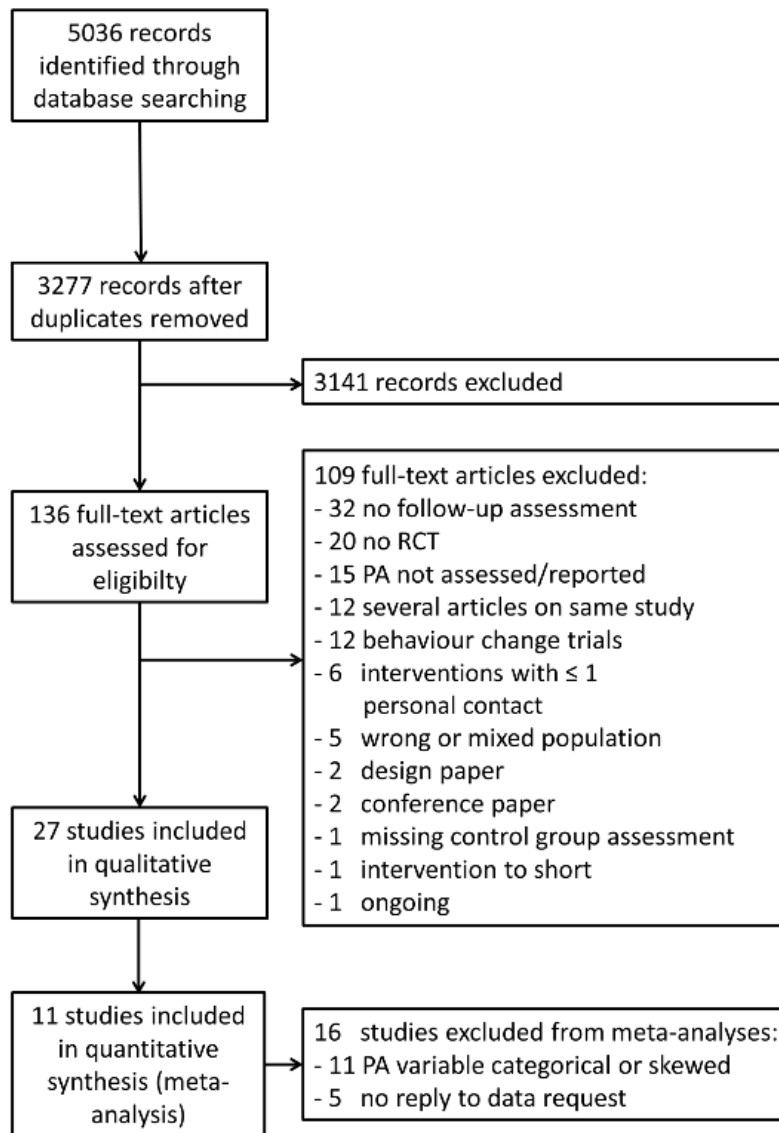 5036 records
identified through
database searching
3277 records after
duplicates removed
3141 records excluded
136 full-text articles
assessed for
eligibilty
109 full-text articles excluded:
- 32 no follow-up assessment
- 20 no RCT
- 15 PA not assessed/reported
- 12 several articles on same study
- 12 behaviour change trials
- 6 interventions with ≤ 1
personal contact
- 5 wrong or mixed population
- 2 design paper
- 2 conference paper
- 1 missing control group assessment
- 1 intervention to short
- 1 ongoing
27 studies included
in qualitative
synthesis
11 studies included
in quantitative
synthesis (meta-
analysis)
16 studies excluded from meta-analyses:
- 11 PA variable categorical or skewed
- 5 no reply to data request